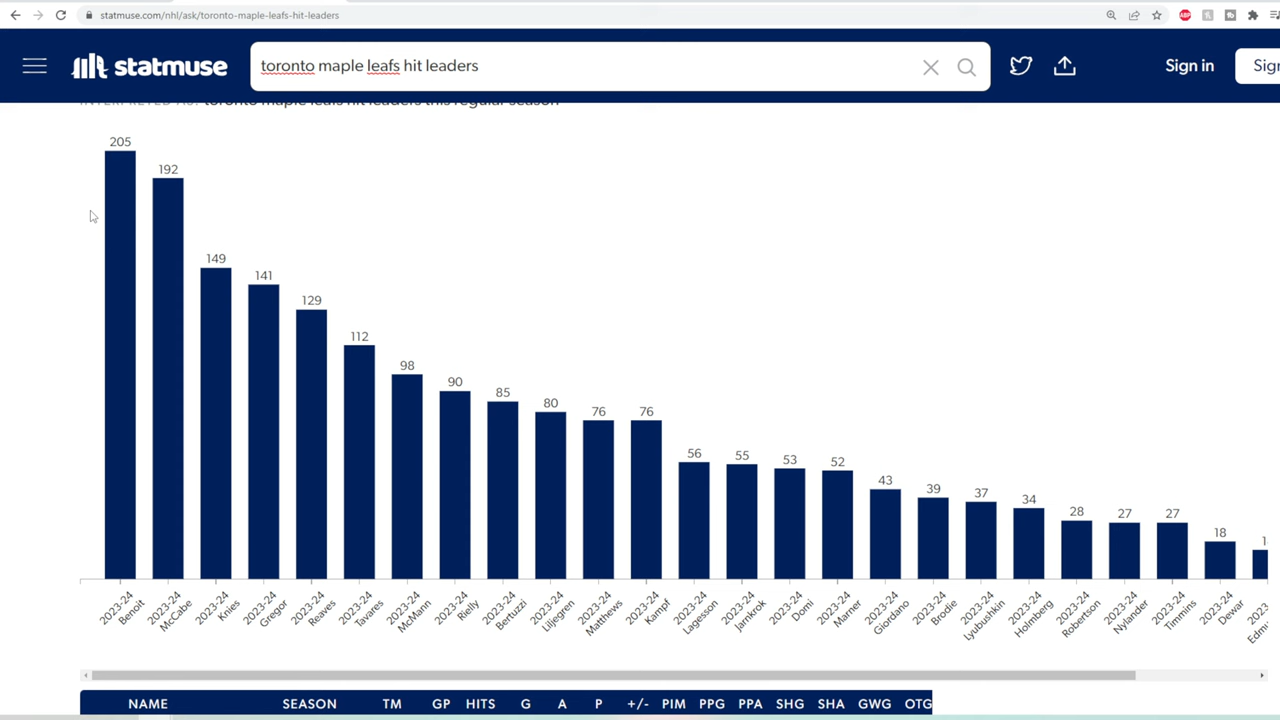 statmuse.com/nhl/ask/toronto-maple-leafs-hit-leaders
statmuse
toronto maple leafs hit leaders
Sign in
INTERPRETED AS: toronto maple leafs hit leaders this regular season
205
192
149
141
129
112
98
90
85
80
76
76
56
55
53
52
43
39
37
34
28
27
27
18
2023-24 Benoit
2023-24 McCabe
2023-24 Knies
2023-24 Gregor
2023-24 Reaves
2023-24 Tavares
2023-24 McMann
2023-24 Rielly
2023-24 Bertuzzi
2023-24 Liljegren
2023-24 Matthews
2023-24 Kampf
2023-24 Lagesson
2023-24 Jarnkrok
2023-24 Domi
2023-24 Marner
2023-24 Giordano
2023-24 Brodie
2023-24 Lyubushkin
2023-24 Holmberg
2023-24 Robertson
2023-24 Nylander
2023-24 Timmins
2023-24 Dewar
NAME SEASON TM GP HITS G A P +/- PIM PPG PPA SHG SHA GWG OTG